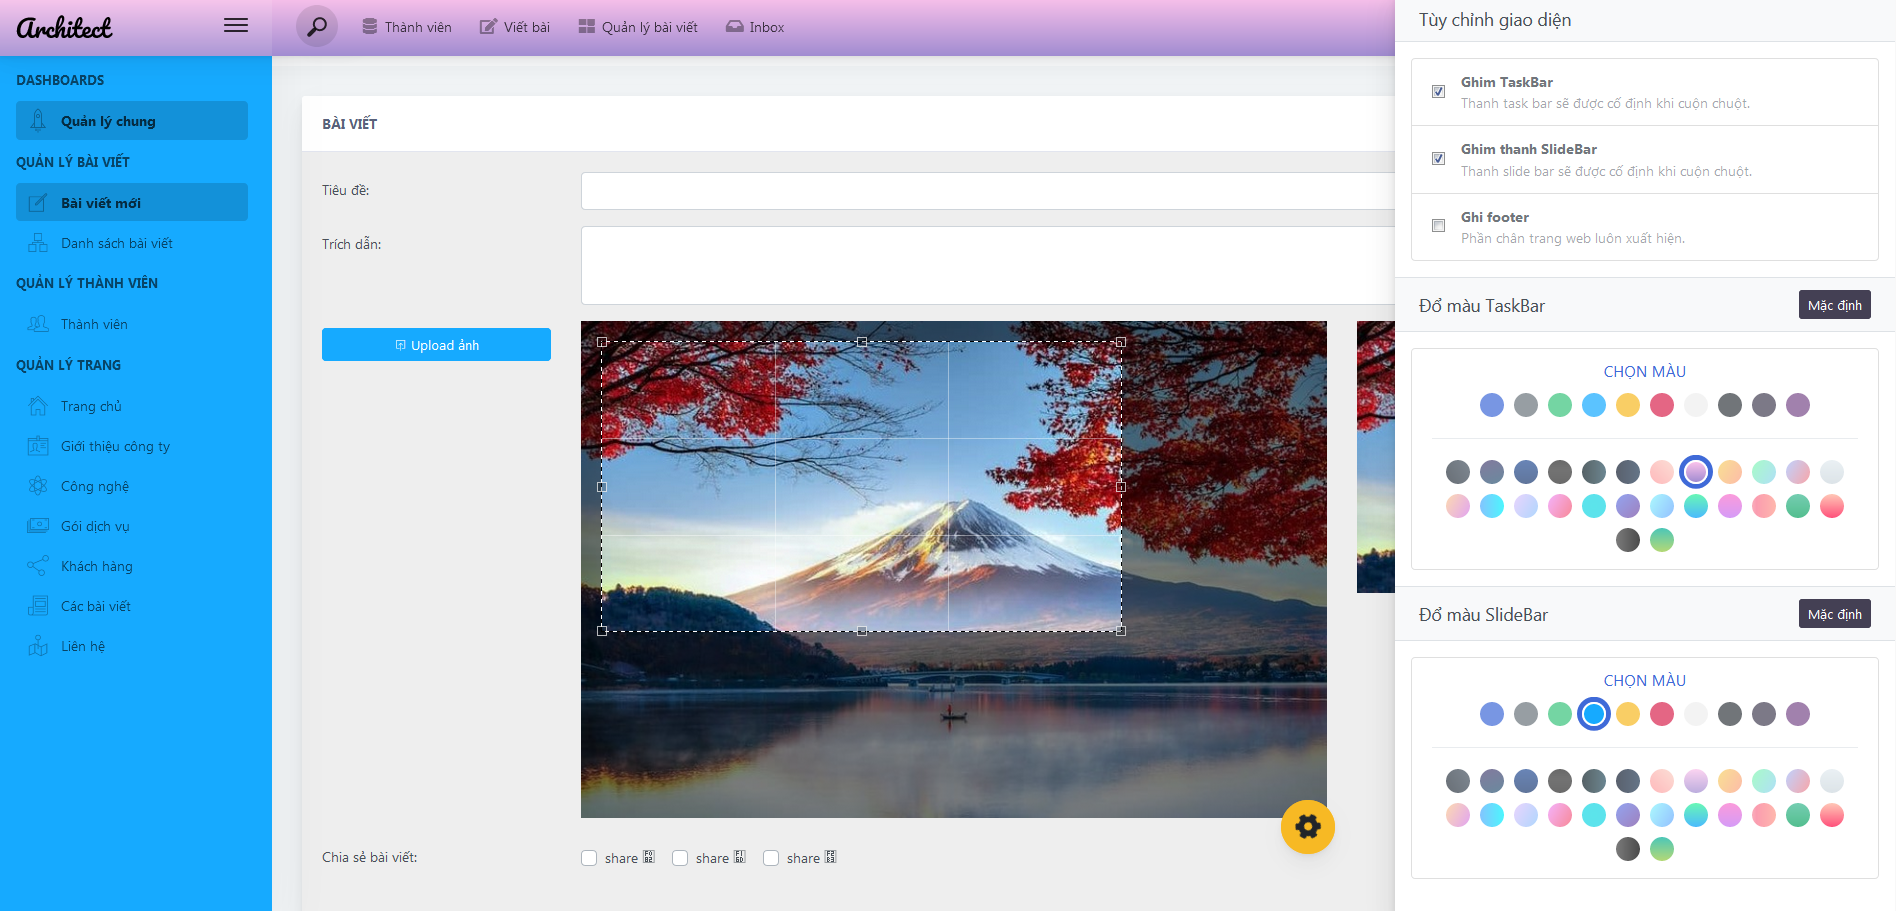 Architect
Thành viên
Viết bài
Quản lý bài viết
Inbox
DASHBOARDS
Quản lý chung
QUẢN LÝ BÀI VIẾT
Bài viết mới
Danh sách bài viết
QUẢN LÝ THÀNH VIÊN
Thành viên
QUẢN LÝ TRANG
Trang chủ
Giới thiệu công ty
Công nghệ
Gói dịch vụ
Khách hàng
Các bài viết
Liên hệ
BÀI VIẾT
Tiêu đề:
Trích dẫn:
Upload ảnh
Chia sẻ bài viết:
share
share
share
Tùy chỉnh giao diện
Ghim TaskBar
Thanh task bar sẽ được cố định khi cuộn chuột.
Ghim thanh SlideBar
Thanh slide bar sẽ được cố định khi cuộn chuột.
Ghi footer
Phần chân trang web luôn xuất hiện.
Đổ màu TaskBar
Mặc định
CHỌN MÀU
Đổ màu SlideBar
Mặc định
CHỌN MÀU